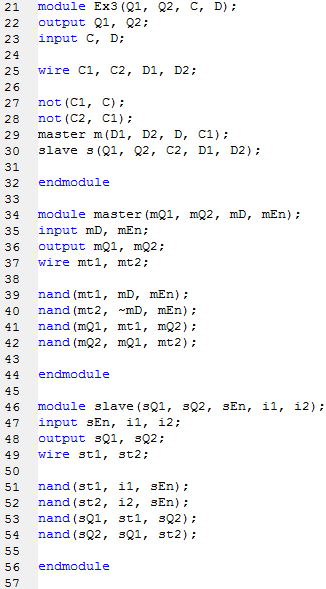 21 module Ex3(Q1, Q2, C, D);
22 output Q1, Q2;
23 input C, D;
24
25 wire C1, C2, D1, D2;
26
27 not(C1, C);
28 not(C2, C1);
29 master m(D1, D2, D, C1);
30 slave s(Q1, Q2, C2, D1, D2);
31
32 endmodule
33
34 module master(mQ1, mQ2, mD, mEn);
35 input mD, mEn;
36 output mQ1, mQ2;
37 wire mt1, mt2;
38
39 nand(mt1, mD, mEn);
40 nand(mt2, ~mD, mEn);
41 nand(mQ1, mt1, mQ2);
42 nand(mQ2, mQ1, mt2);
43
44 endmodule
45
46 module slave(sQ1, sQ2, sEn, i1, i2);
47 input sEn, i1, i2;
48 output sQ1, sQ2;
49 wire st1, st2;
50
51 nand(st1, i1, sEn);
52 nand(st2, i2, sEn);
53 nand(sQ1, st1, sQ2);
54 nand(sQ2, sQ1, st2);
55
56 endmodule
57